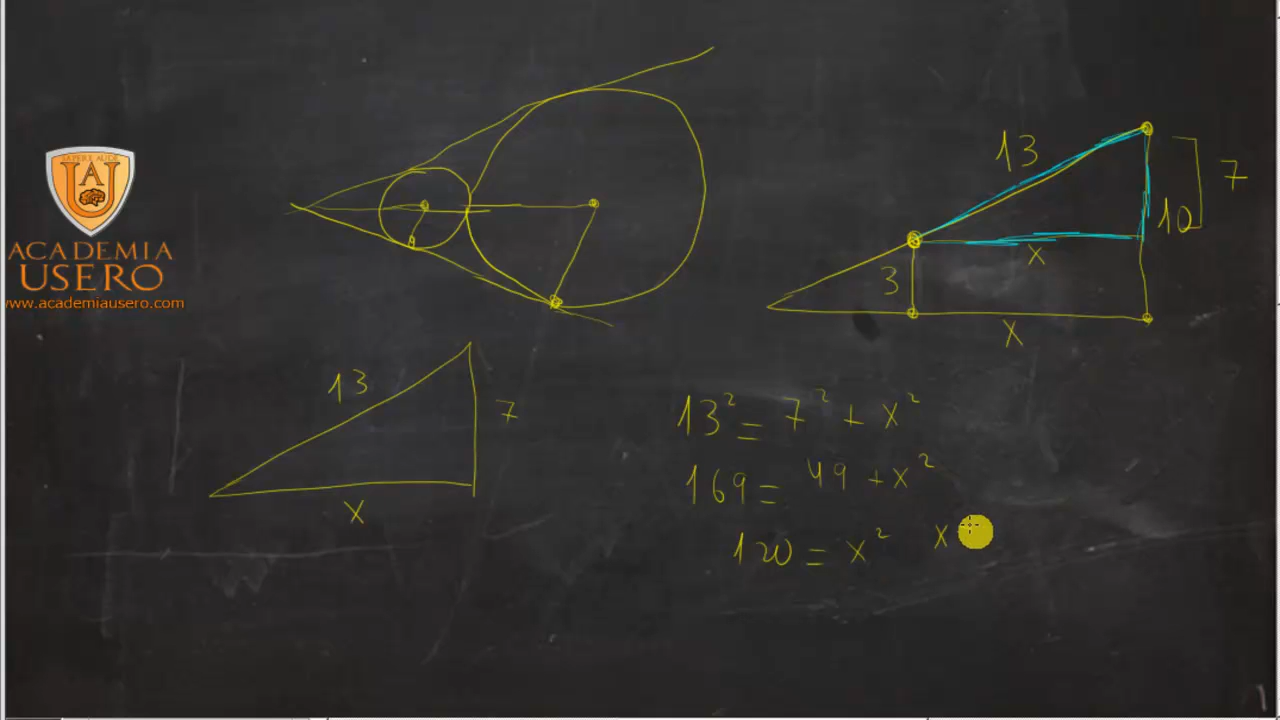 SAPERE AUDE
UA
ACADEMIA
USERO
www.academiausero.com
13
7
10
x
3
x
13
7
x
13² = 7² + x²
169 = 49 + x²
120 = x² x